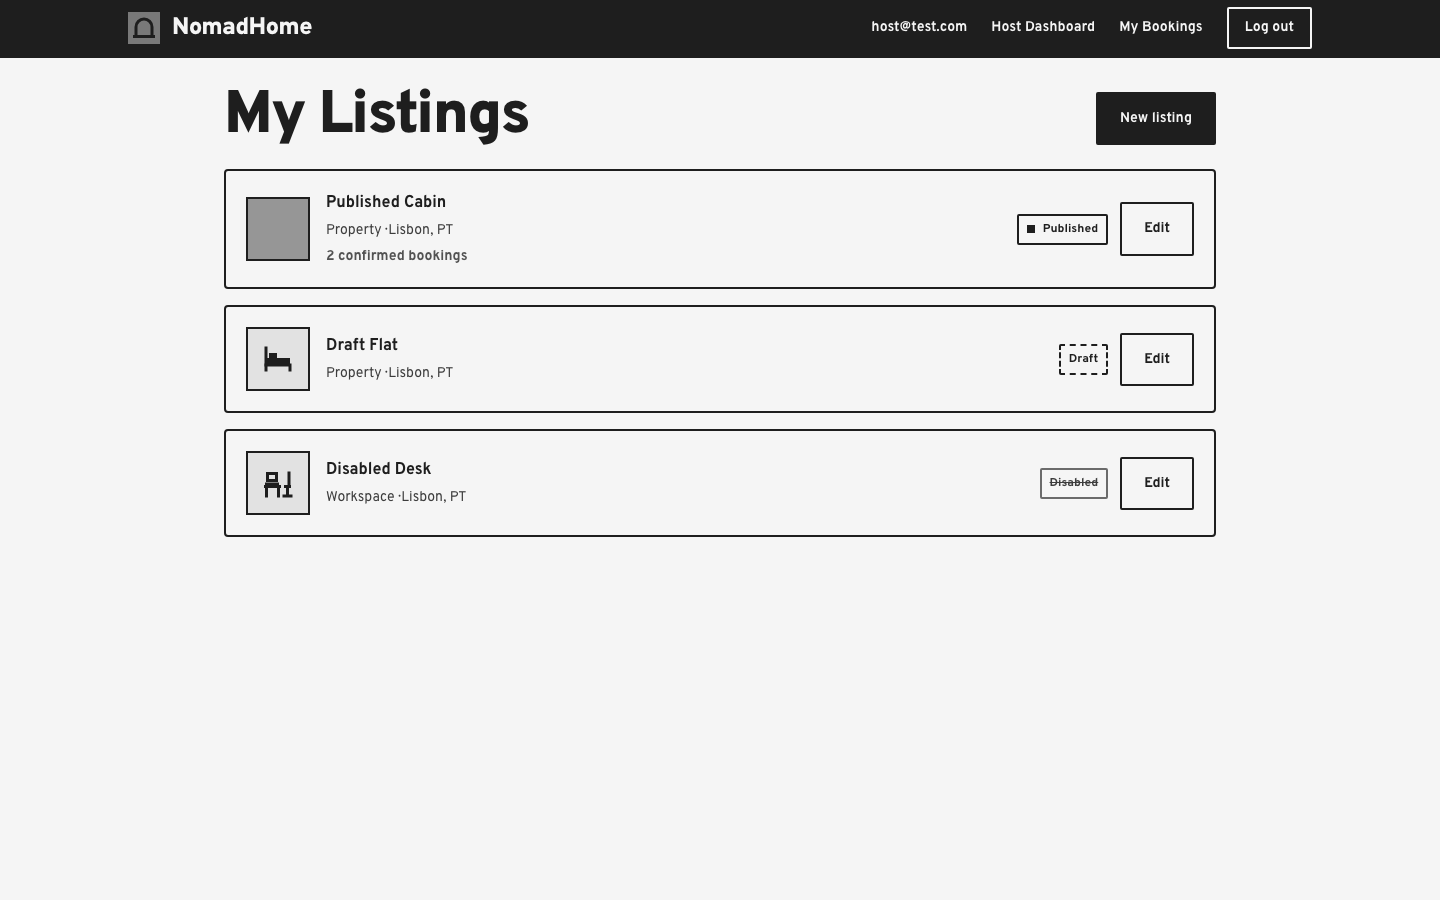 NomadHome
host@test.com
Host Dashboard
My Bookings
Log out
My Listings
New listing
Published Cabin
Property ·Lisbon, PT
2 confirmed bookings
Published
Edit
Draft Flat
Property ·Lisbon, PT
Draft
Edit
Disabled Desk
Workspace ·Lisbon, PT
Disabled
Edit